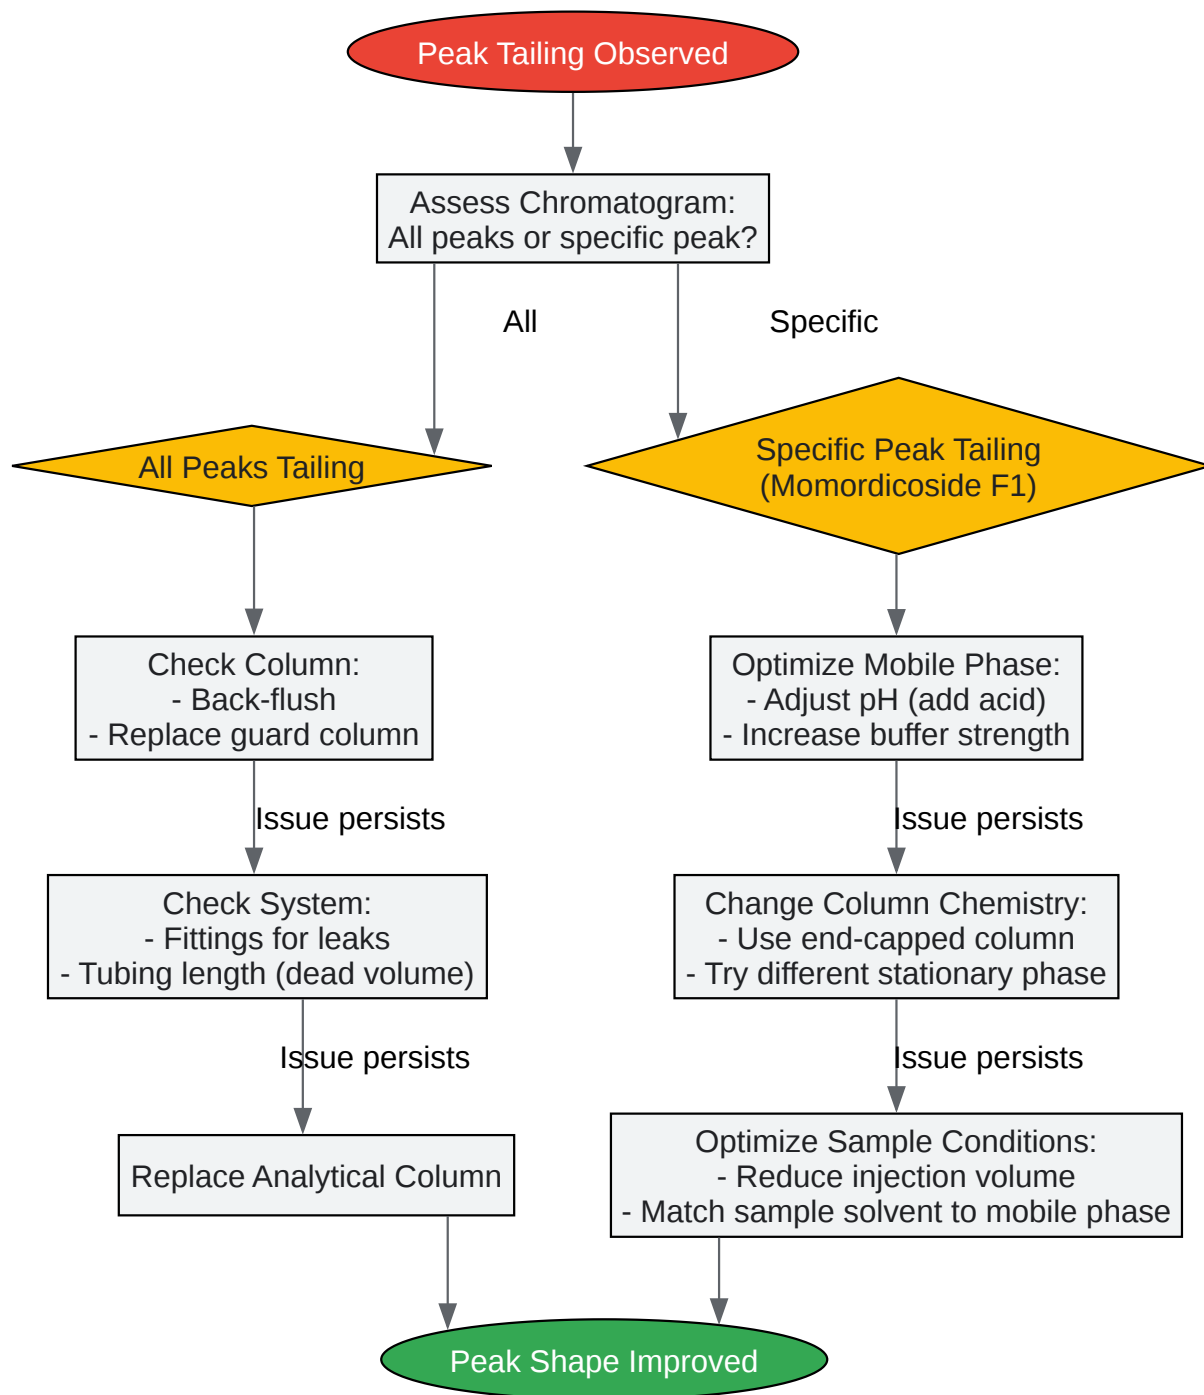 Peak Tailing Observed
Assess Chromatogram:
All peaks or specific peak?
All
Specific
All Peaks Tailing
Specific Peak Tailing
(Momordicoside F1)
Check Column:
- Back-flush
- Replace guard column
Optimize Mobile Phase:
- Adjust pH (add acid)
- Increase buffer strength
Issue persists
Issue persists
Check System:
- Fittings for leaks
- Tubing length (dead volume)
Change Column Chemistry:
- Use end-capped column
- Try different stationary phase
Issue persists
Issue persists
Replace Analytical Column
Optimize Sample Conditions:
- Reduce injection volume
- Match sample solvent to mobile phase
Peak Shape Improved